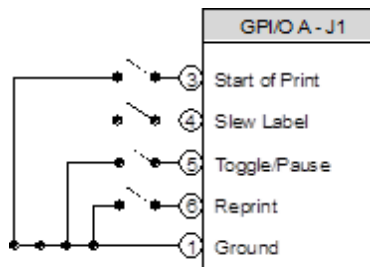 GPI/O A - J1
3 Start of Print
4 Slew Label
5 Toggle/Pause
6 Reprint
1 Ground